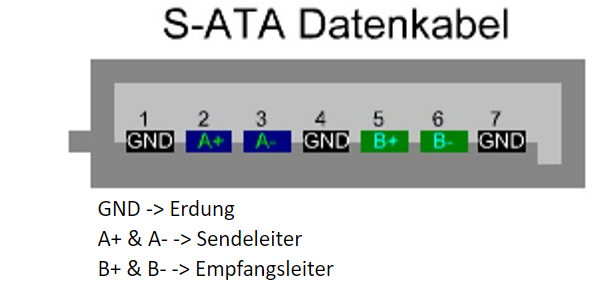 S-ATA Datenkabel
1 2 3 4 5 6 7
GND A+ A- GND B+ B- GND
GND -> Erdung
A+ & A- -> Sendeleiter
B+ & B- -> Empfangsleiter